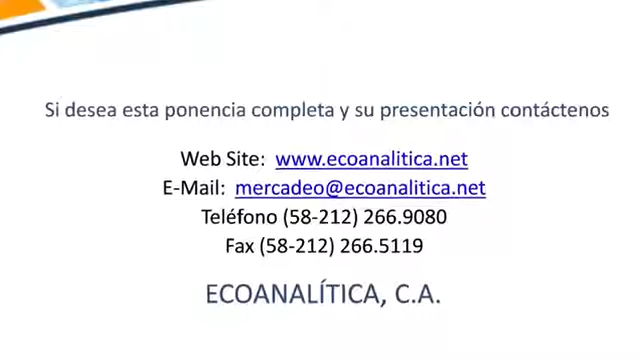 Si desea esta ponencia completa y su presentación contáctenos
Web Site: www.ecoanalitica.net
E-Mail: mercadeo@ecoanalitica.net
Teléfono (58-212) 266.9080
Fax (58-212) 266.5119
ECOANALÍTICA, C.A.